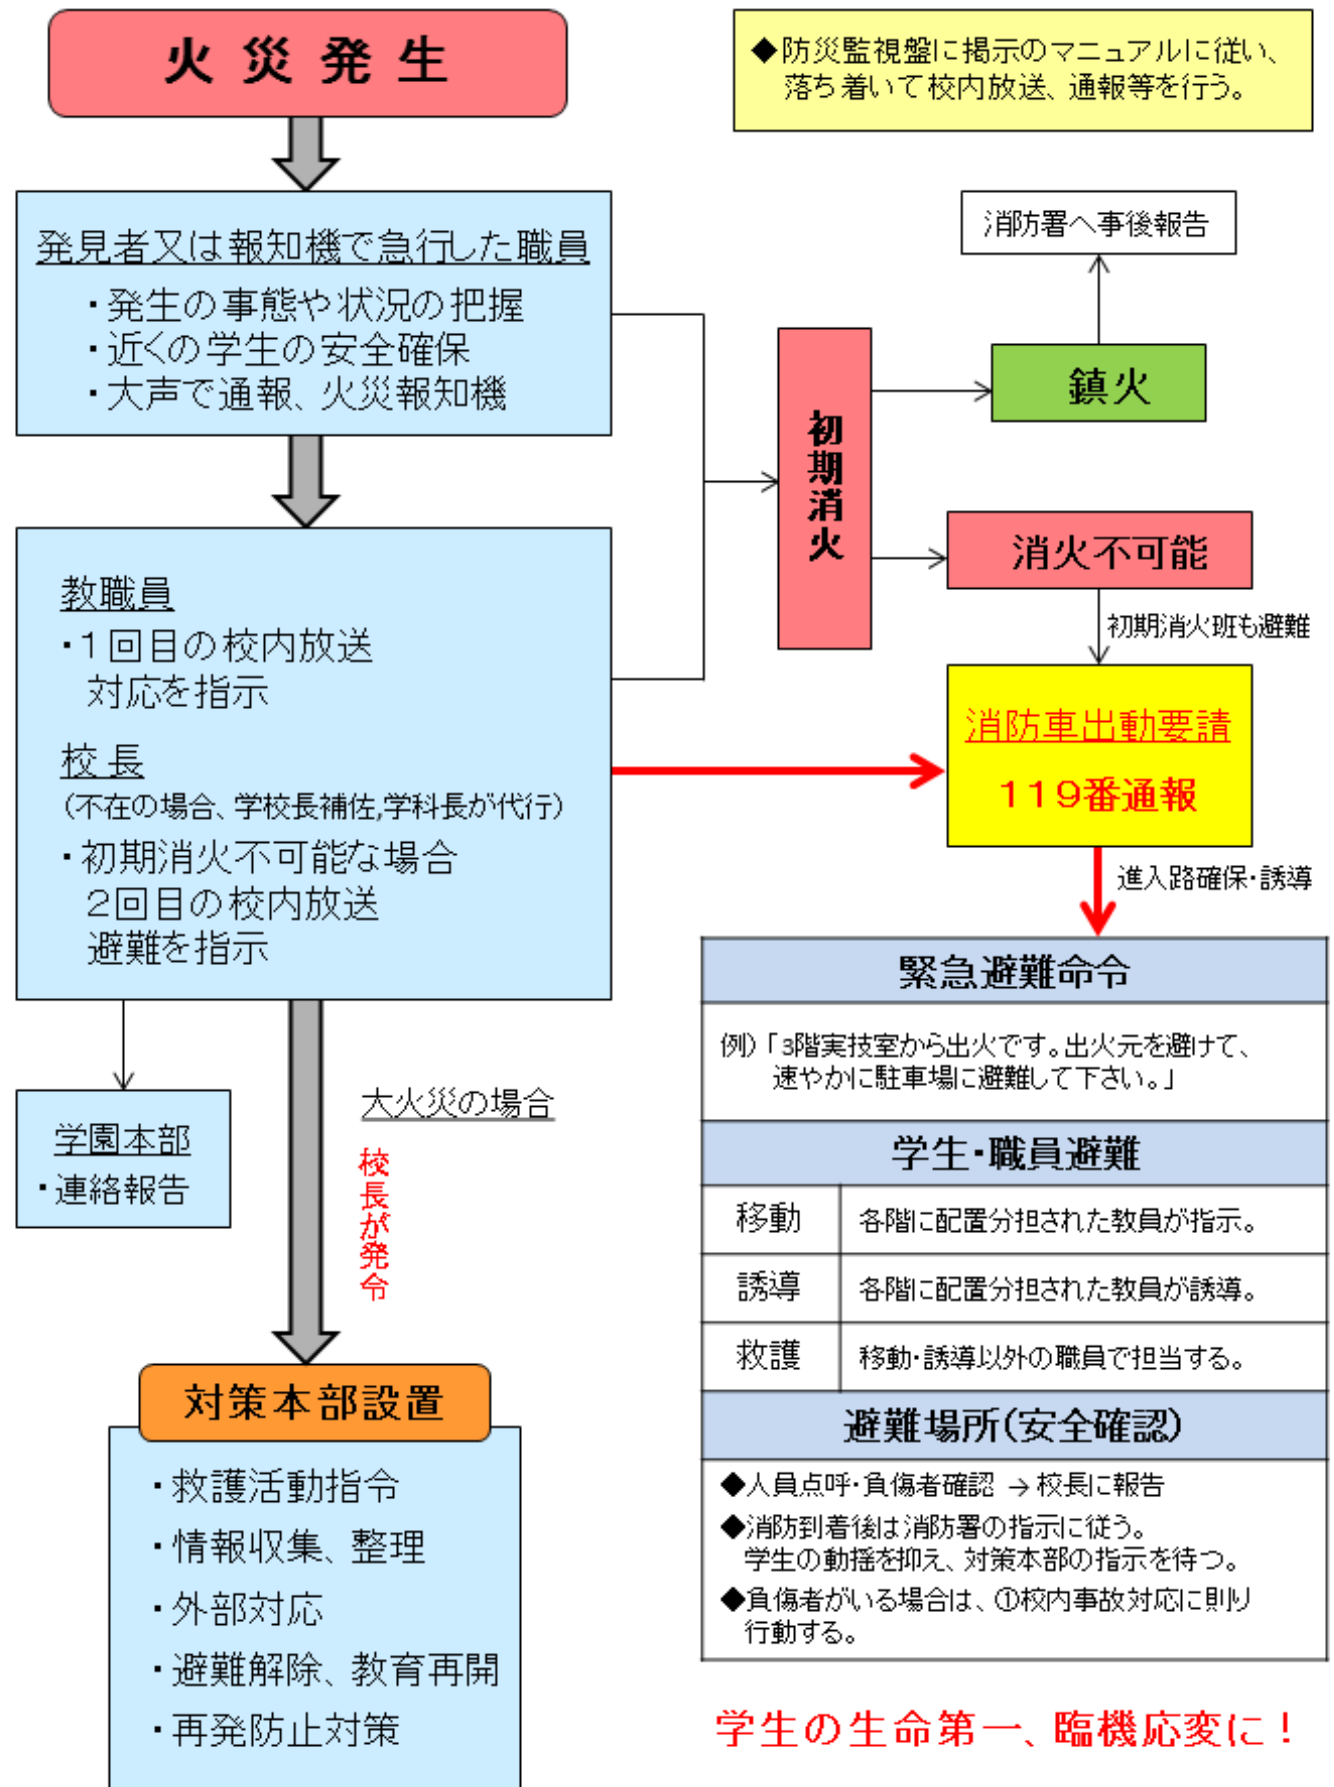 火災発生
◆防災監視盤に掲示のマニュアルに従い、
落ち着いて校内放送、通報等を行う。
発見者又は報知機で急行した職員
・発生の事態や状況の把握
・近くの学生の安全確保
・大声で通報、火災報知機
消防署へ事後報告
鎮火
初期消火
消火不可能
初期消火班も避難
消防車出動要請
119番通報
進入路確保・誘導
教職員
・1回目の校内放送
対応を指示
校長
（不在の場合、学校長補佐,学科長が代行）
・初期消火不可能な場合
2回目の校内放送
避難を指示
学園本部
・連絡報告
大火災の場合
校長が発令
対策本部設置
・救護活動指令
・情報収集、整理
・外部対応
・避難解除、教育再開
・再発防止対策
緊急避難命令
例）「3階実技室から出火です。出火元を避けて、
速やかに駐車場に避難して下さい。」
学生・職員避難
移動 各階に配置分担された教員が指示。
誘導 各階に配置分担された教員が誘導。
救護 移動・誘導以外の職員で担当する。
避難場所（安全確認）
◆人員点呼・負傷者確認 → 校長に報告
◆消防到着後は消防署の指示に従う。
学生の動揺を抑え、対策本部の指示を待つ。
◆負傷者がいる場合は、①校内事故対応に則り
行動する。
学生の生命第一、臨機応変に！